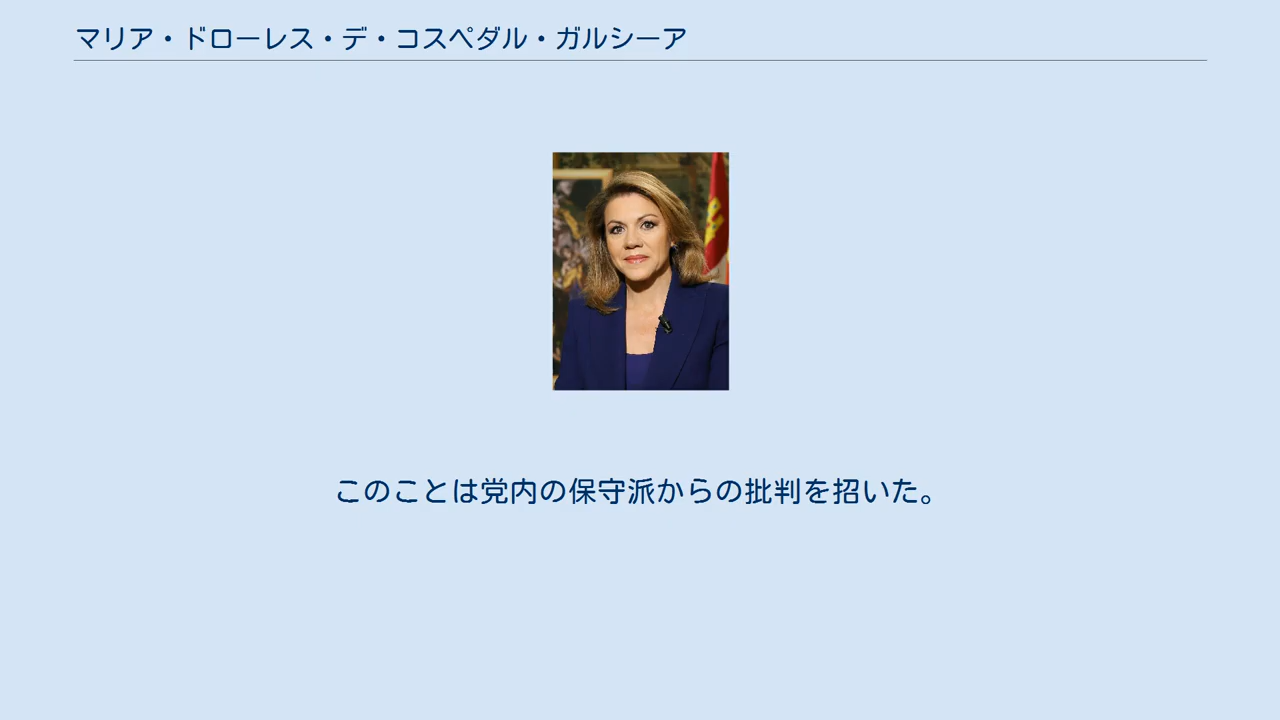 マリア・ドローレス・デ・コスペダル・ガルシーア
このことは党内の保守派からの批判を招いた。